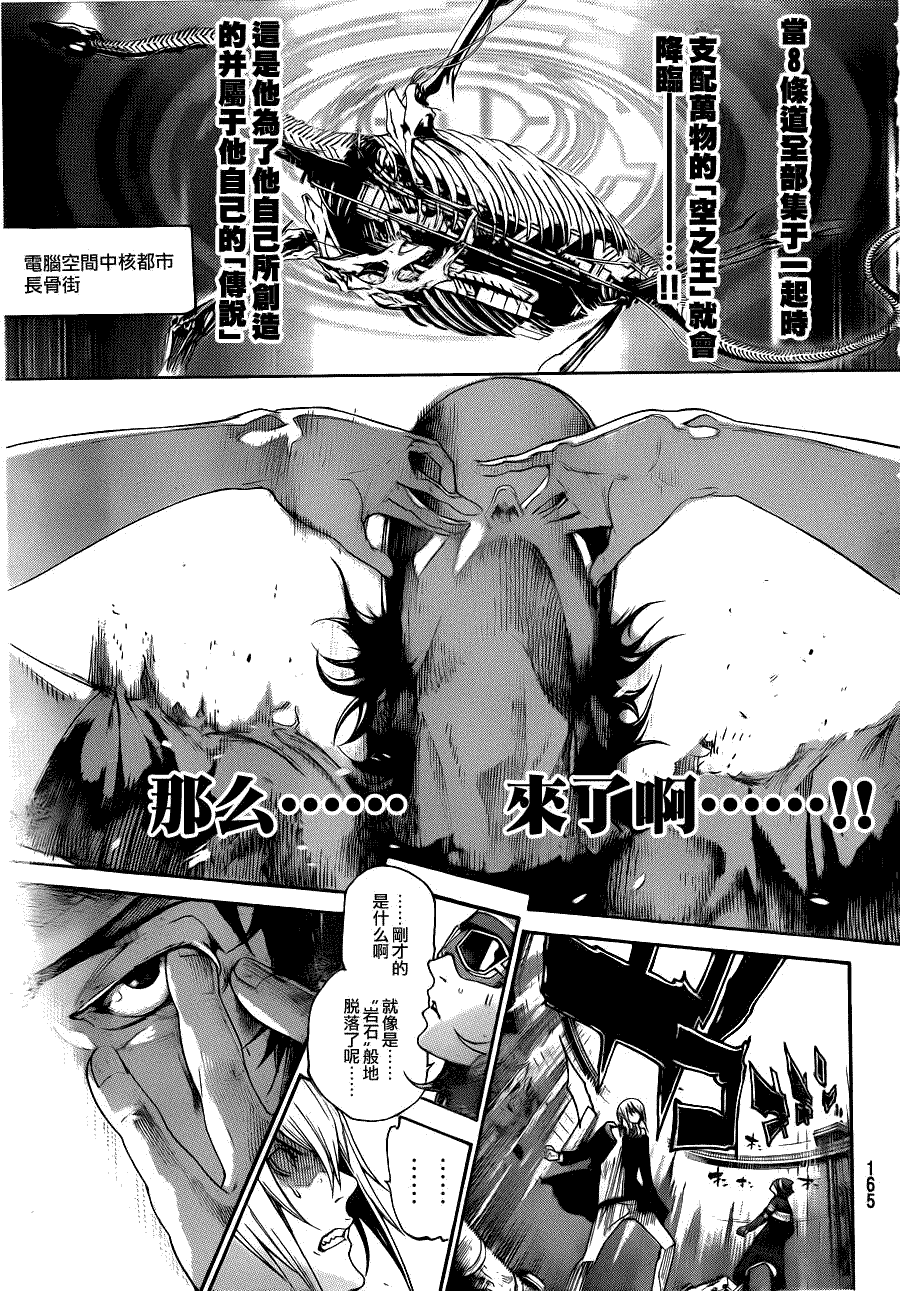 當8條道全部集于一起時
支配萬物的「空之王」就會
降臨———……!!
這是他為了他自己所創造
的并屬于他自己的「傳說」
電腦空間中核都市
長骨街
來了啊………!!
那么………
……剛才的
是什么啊
就像是……
“岩石”般地
脱落了呢……
……
……
165